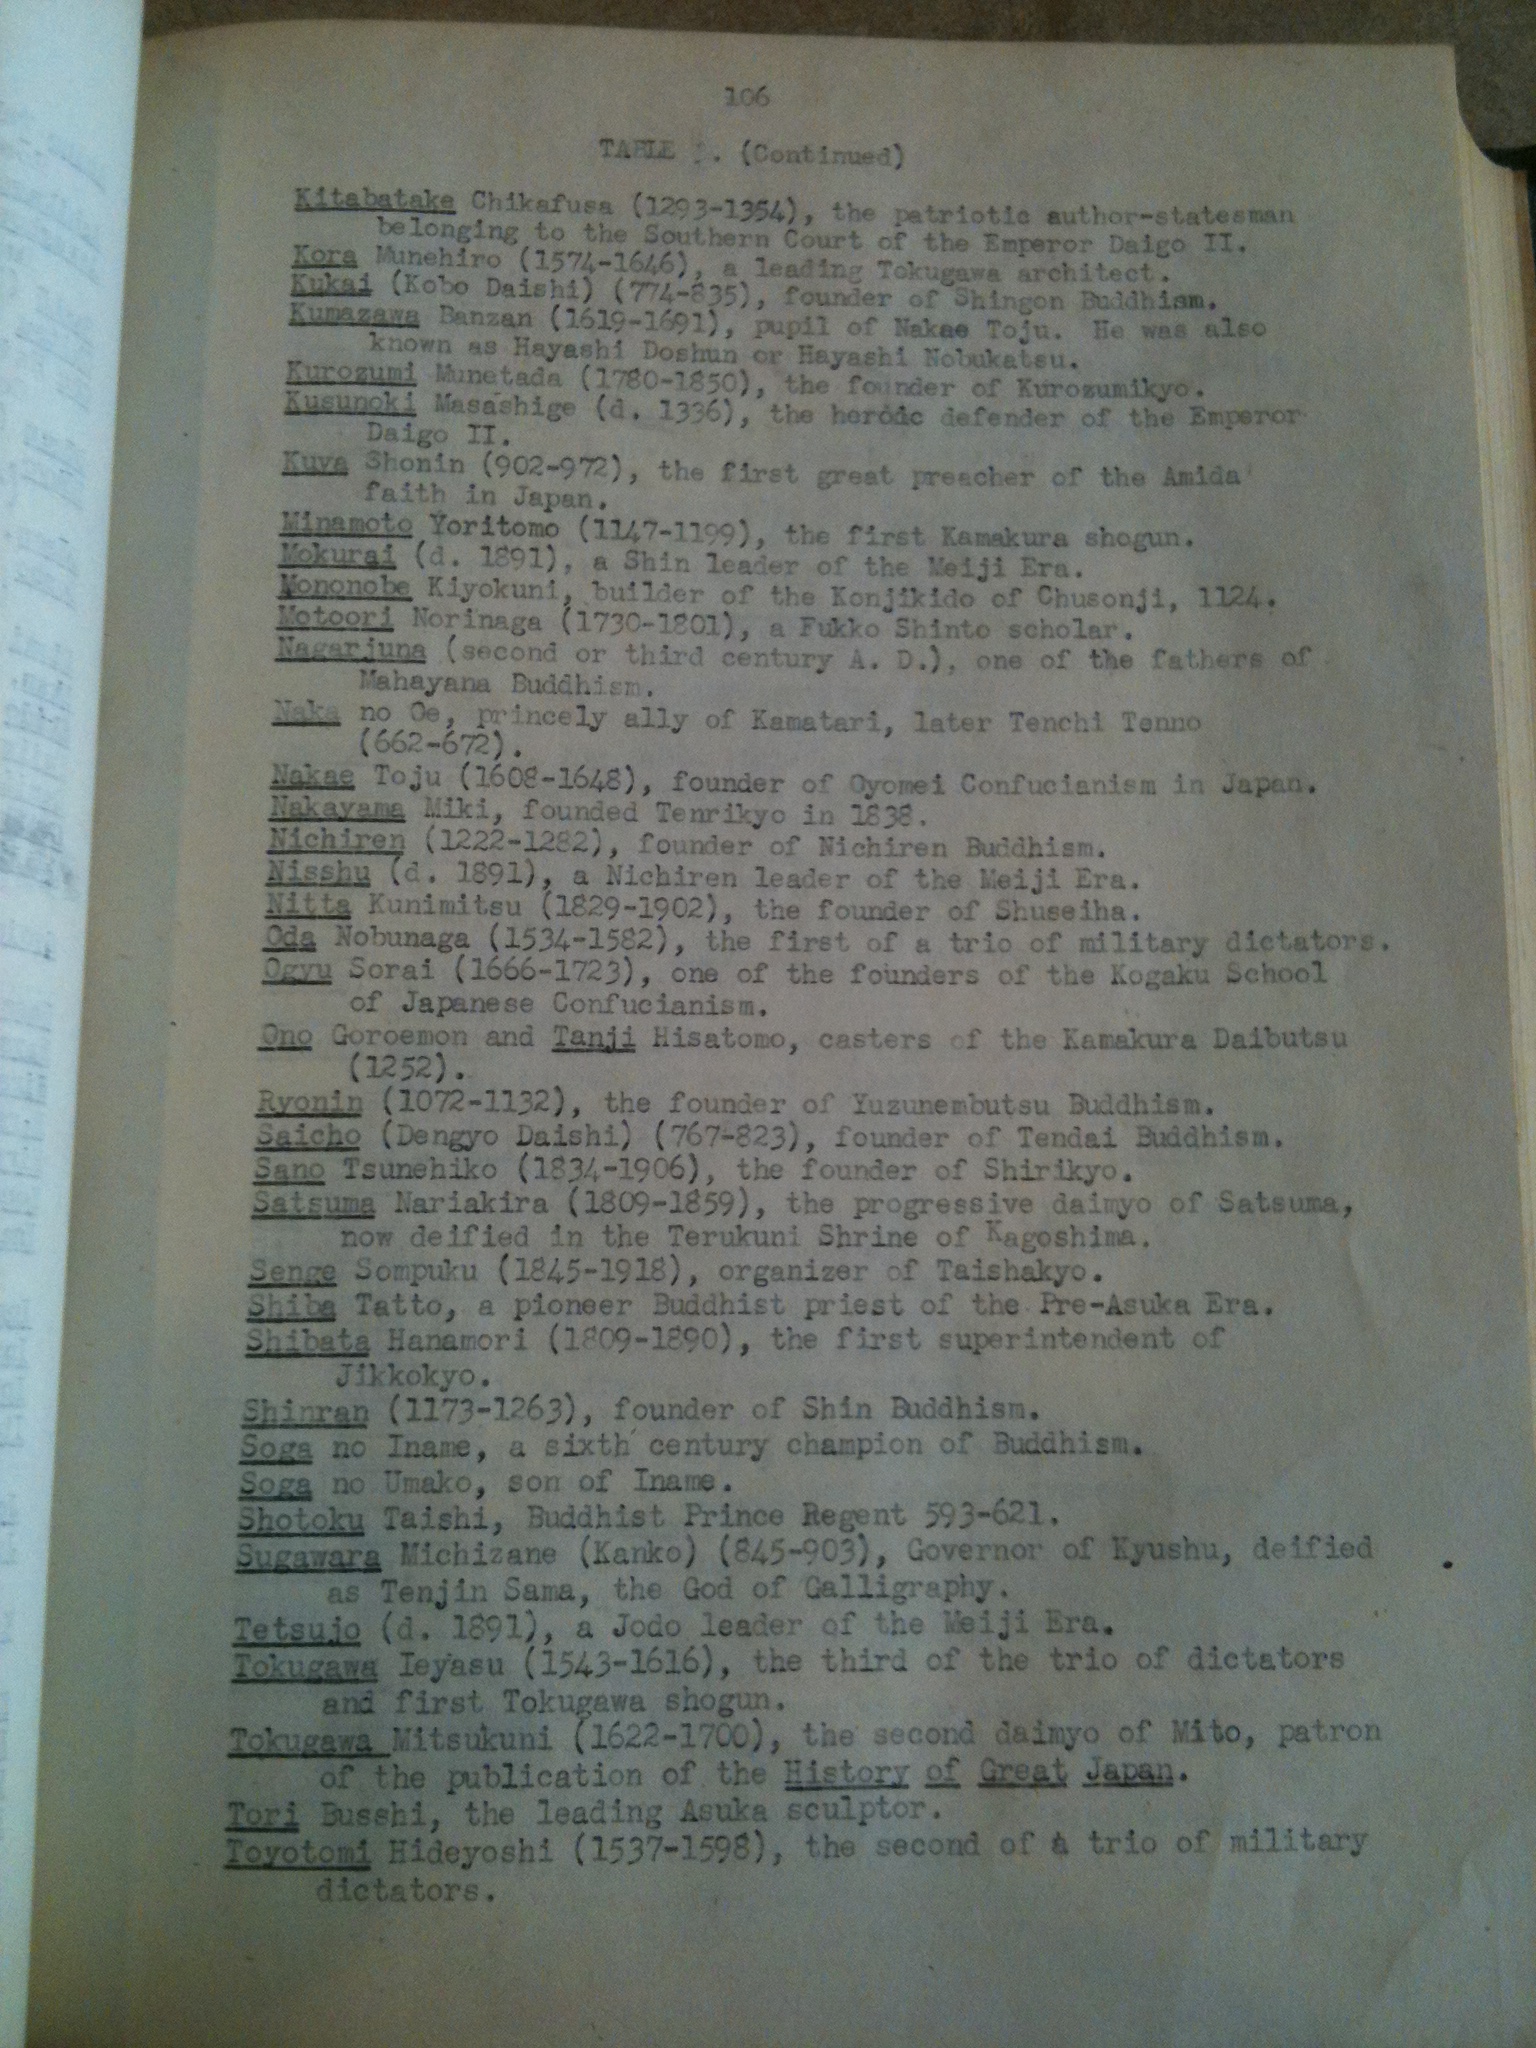 106
TABLE . (Continued)
Kitabatake Chikafusa (1293-1354), the patriotic author-statesman
belonging to the Southern Court of the Emperor Daigo II.
Kora Munehiro (1574-1646), a leading Tokugawa architect.
Kukai (Kobo Daishi) (774-835), founder of Shingon Buddhism.
Kumazawa Banzan (1619-1691), pupil of Nakae Toju. He was also
known as Hayashi Doshun or Hayashi Nobukatsu.
Kurozumi Munetada (1780-1850), the founder of Kurozumikyo.
Kusunoki Masashige (d. 1336), the heroic defender of the Emperor
Daigo II.
Kuya Shonin (902-972), the first great preacher of the Amida
faith in Japan.
Minamoto Yoritomo (1147-1199), the first Kamakura shogun.
Mokurai (d. 1891), a Shin leader of the Meiji Era.
Mononobe Kiyokuni, builder of the Konjikido of Chusonji, 1124.
Motoori Norinaga (1730-1801), a Fukko Shinto scholar.
Nagarjuna (second or third century A. D.), one of the fathers of
Mahayana Buddhism.
Naka no Oe, princely ally of Kamatari, later Tenchi Tenno
(662-672).
Nakae Toju (1608-1648), founder of Oyomei Confucianism in Japan.
Nakayama Miki, founded Tenrikyo in 1838.
Nichiren (1222-1282), founder of Nichiren Buddhism.
Nisshu (d. 1891), a Nichiren leader of the Meiji Era.
Nitta Kunimitsu (1829-1902), the founder of Shuseiha.
Oda Nobunaga (1534-1582), the first of a trio of military dictators.
Ogyu Sorai (1666-1723), one of the founders of the Kogaku School
of Japanese Confucianism.
Ono Goroemon and Tanji Hisatomo, casters of the Kamakura Daibutsu
(1252).
Ryonin (1072-1132), the founder of Yuzunembutsu Buddhism.
Saicho (Dengyo Daishi) (767-823), founder of Tendai Buddhism.
Sano Tsunehiko (1834-1906), the founder of Shirikyo.
Satsuma Nariakira (1809-1859), the progressive daimyo of Satsuma,
now deified in the Terukuni Shrine of Kagoshima.
Senge Sompuku (1845-1918), organizer of Taishakyo.
Shiba Tatto, a pioneer Buddhist priest of the Pre-Asuka Era.
Shibata Hanamori (1809-1890), the first superintendent of
Jikkokyo.
Shinran (1173-1263), founder of Shin Buddhism.
Soga no Iname, a sixth century champion of Buddhism.
Soga no Umako, son of Iname.
Shotoku Taishi, Buddhist Prince Regent 593-621.
Sugawara Michizane (Kanko) (845-903), Governor of Kyushu, deified
as Tenjin Sama, the God of Calligraphy.
Tetsujo (d. 1891), a Jodo leader of the Meiji Era.
Tokugawa Ieyasu (1543-1616), the third of the trio of dictators
and first Tokugawa shogun.
Tokugawa Mitsukuni (1622-1700), the second daimyo of Mito, patron
of the publication of the History of Great Japan.
Tori Busshi, the leading Asuka sculptor.
Toyotomi Hideyoshi (1537-1598), the second of a trio of military
dictators.